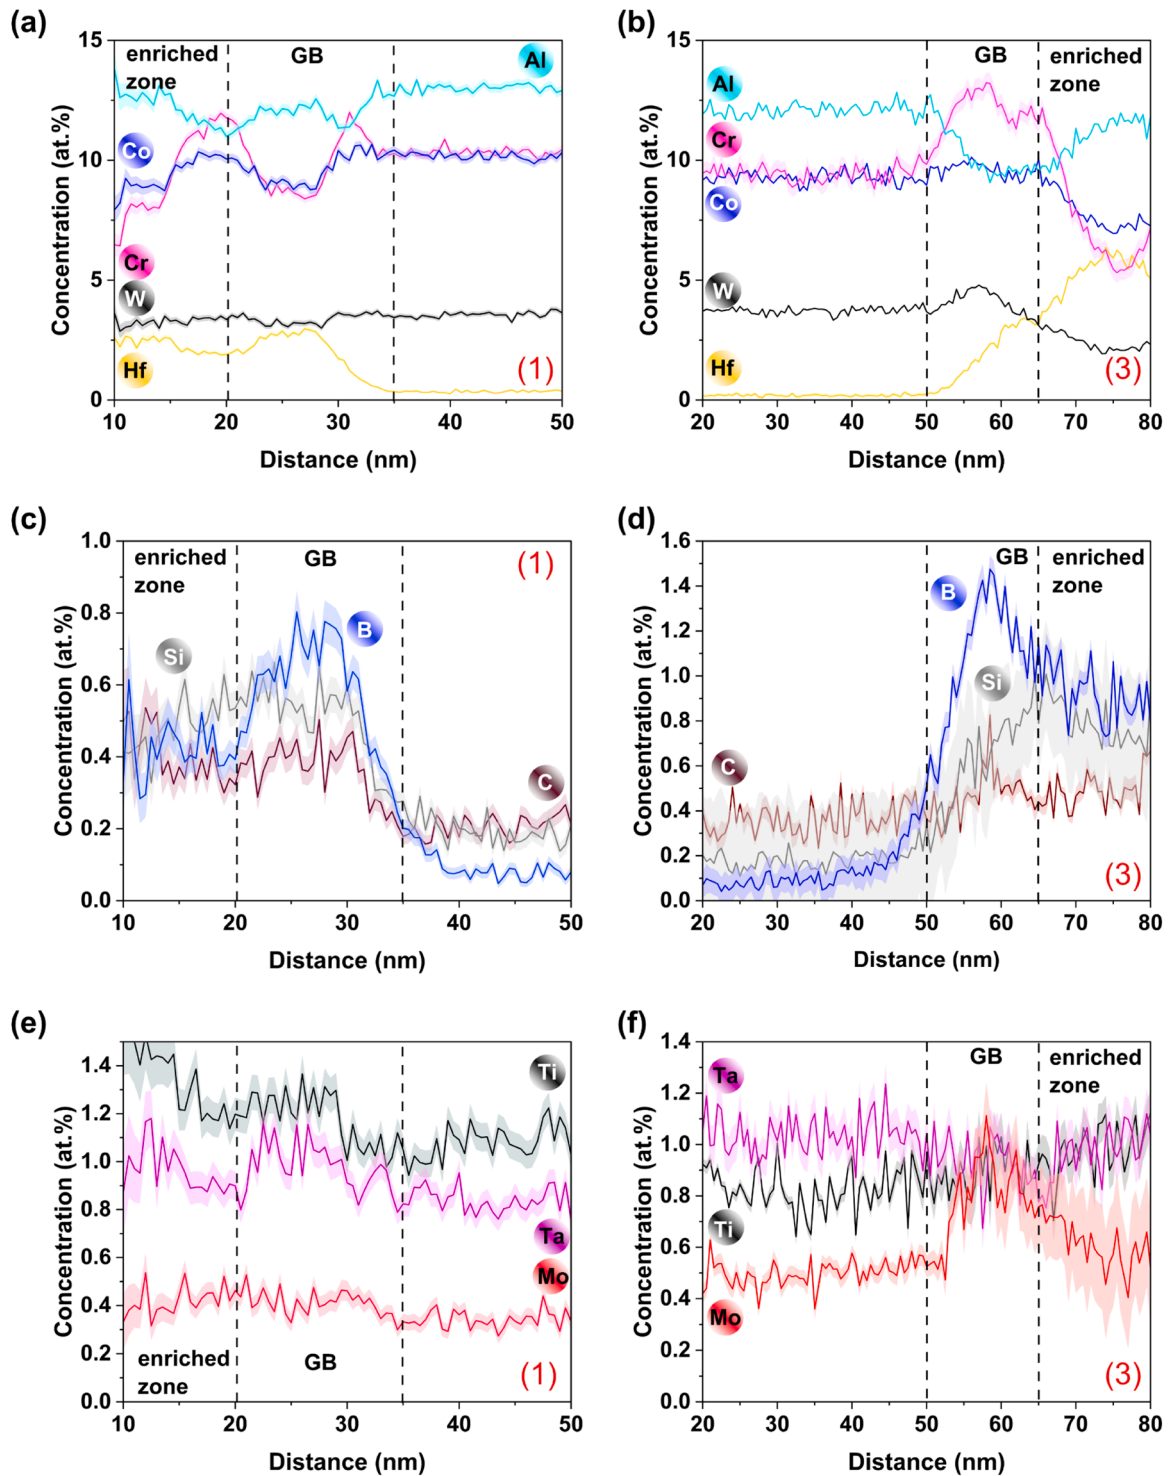 (a)
15
10
5
0
Concentration (at.%)
enriched
zone
GB
Al
Co
Cr
W
Hf
(1)
10 20 30 40 50
Distance (nm)
(b)
15
10
5
0
Concentration (at.%)
GB
enriched
zone
Al
Cr
Co
W
Hf
(3)
20 30 40 50 60 70 80
Distance (nm)
(c)
1.0
0.8
0.6
0.4
0.2
0.0
Concentration (at.%)
enriched
zone
GB
(1)
Si
B
C
10 20 30 40 50
Distance (nm)
(d)
1.6
1.4
1.2
1.0
0.8
0.6
0.4
0.2
0.0
Concentration (at.%)
GB
enriched
zone
B
Si
C
(3)
20 30 40 50 60 70 80
Distance (nm)
(e)
1.4
1.2
1.0
0.8
0.6
0.4
0.2
0.0
Concentration (at.%)
Ti
Ta
Mo
enriched
zone
GB
(1)
10 20 30 40 50
Distance (nm)
(f)
1.4
1.2
1.0
0.8
0.6
0.4
0.2
0.0
Concentration (at.%)
GB
enriched
zone
Ta
Ti
Mo
(3)
20 30 40 50 60 70 80
Distance (nm)